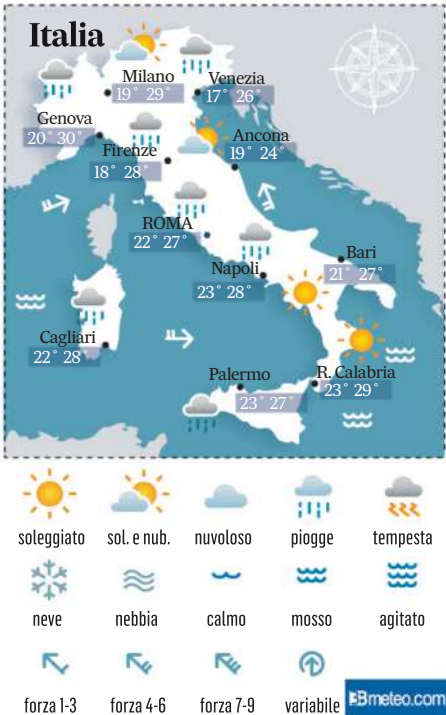 Italia
Milano
19° 29°
Venezia
17° 26°
Genova
20° 30°
Firenze
18° 28°
Ancona
19° 24°
ROMA
22° 27°
Bari
21° 27°
Napoli
23° 28°
Cagliari
22° 28°
Palermo
23° 27°
R. Calabria
23° 29°
soleggiato sol. e nub. nuvoloso piogge tempesta
neve nebbia calmo mosso agitato
forza 1-3 forza 4-6 forza 7-9 variabile
3Bmeteo.com